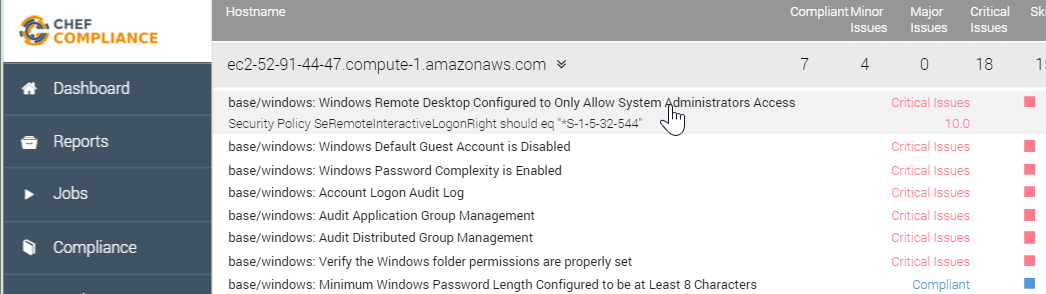 CHEF
COMPLIANCE
Dashboard
Reports
Jobs
Compliance
Hostname Compliant Minor Issues Major Issues Critical Issues
ec2-52-91-44-47.compute-1.amazonaws.com 7 4 0 18
base/windows: Windows Remote Desktop Configured to Only Allow System Administrators Access Critical Issues
Security Policy SeRemoteInteractiveLogonRight should eq "*S-1-5-32-544" 10.0
base/windows: Windows Default Guest Account is Disabled Critical Issues
base/windows: Windows Password Complexity is Enabled Critical Issues
base/windows: Account Logon Audit Log Critical Issues
base/windows: Audit Application Group Management Critical Issues
base/windows: Audit Distributed Group Management Critical Issues
base/windows: Verify the Windows folder permissions are properly set Critical Issues
base/windows: Minimum Windows Password Length Configured to be at Least 8 Characters Compliant